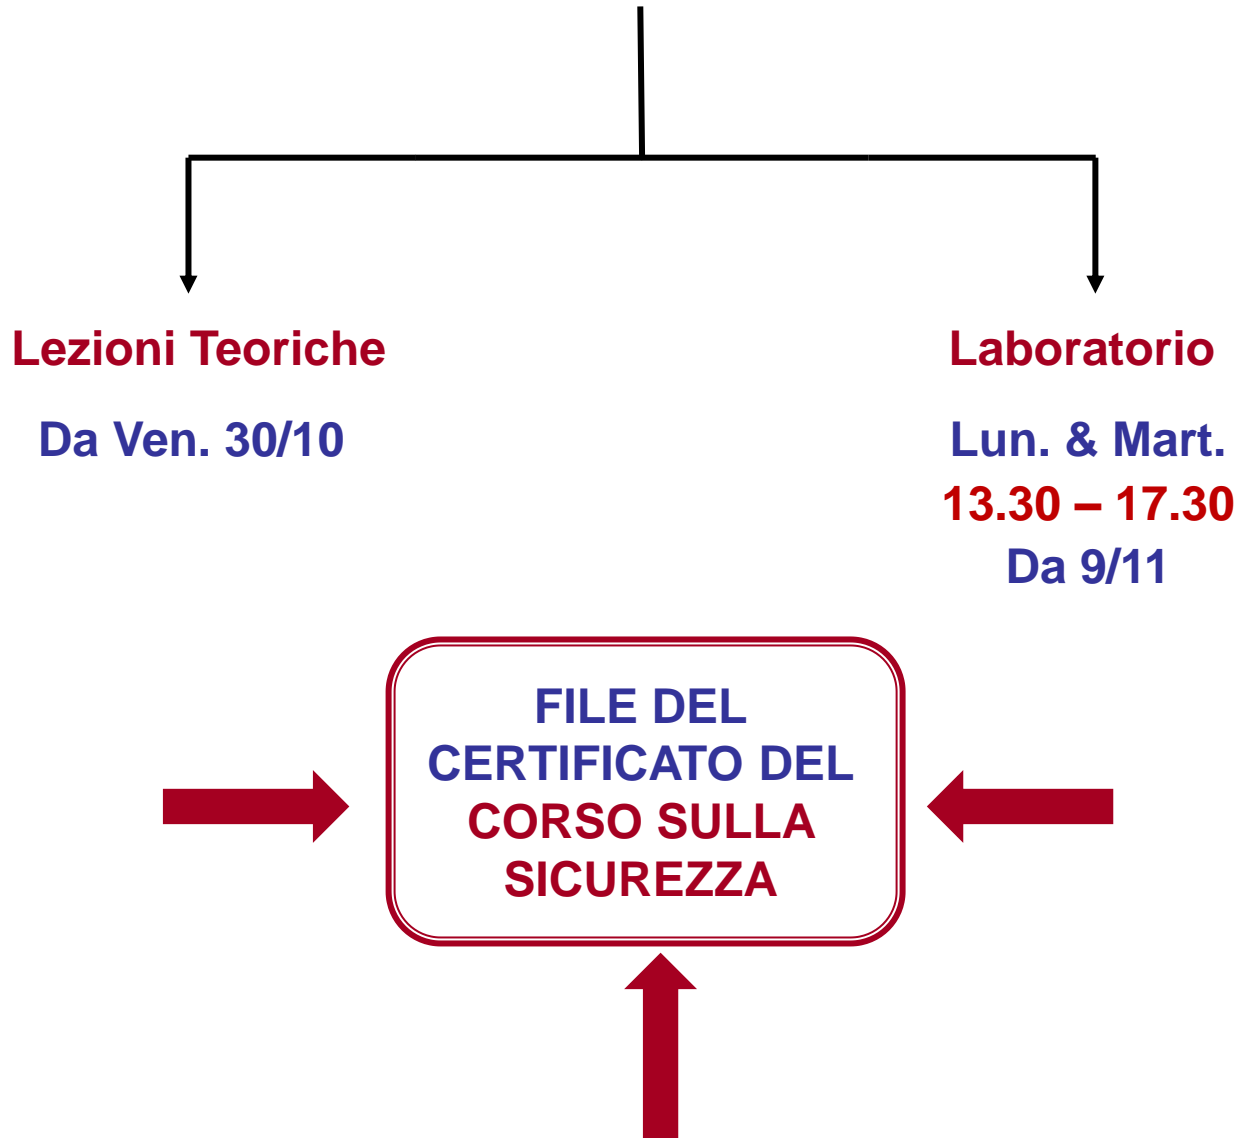 Lezioni Teoriche
Da Ven. 30/10
Laboratorio
Lun. & Mart.
13.30 – 17.30
Da 9/11
FILE DEL
CERTIFICATO DEL
CORSO SULLA
SICUREZZA